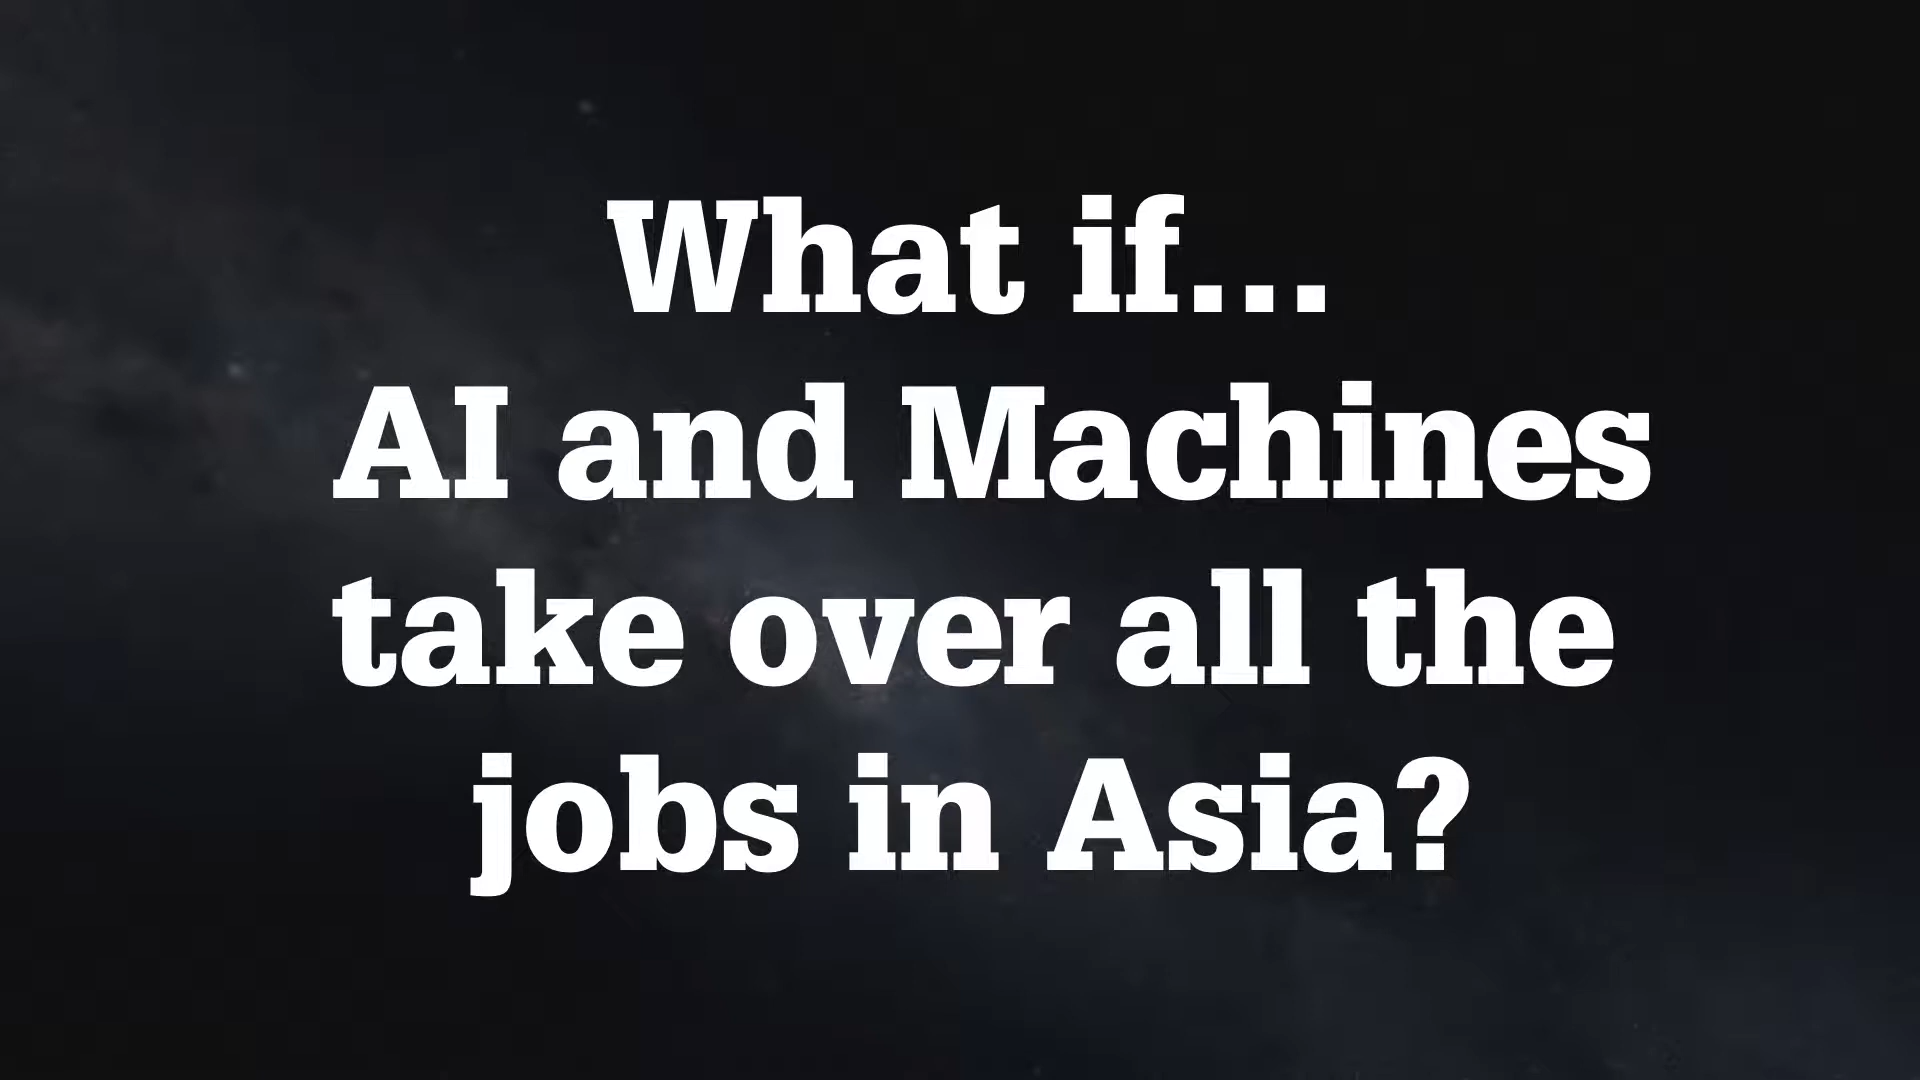 What if...
AI and Machines
take over all the
jobs in Asia?